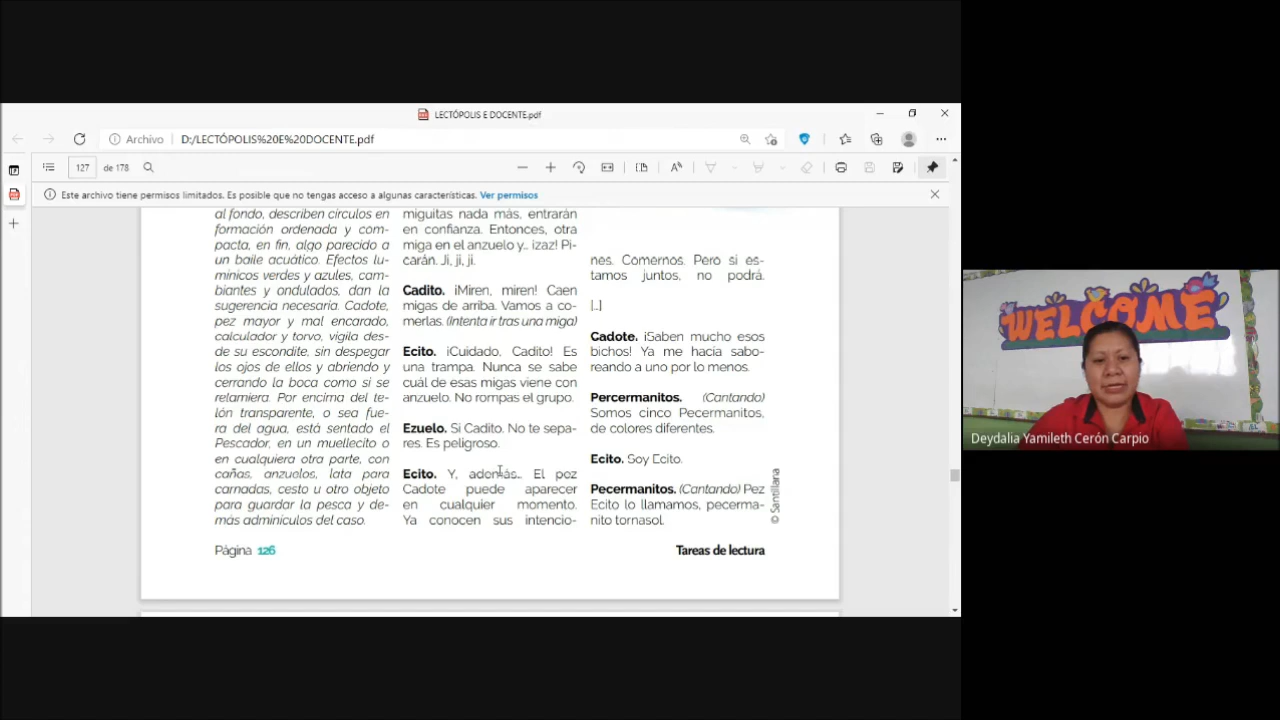 LECTÓPOLIS E DOCENTE.pdf
Archivo D:/LECTÓPOLIS%20E%20DOCENTE.pdf
127 de 178
Este archivo tiene permisos limitados. Es posible que no tengas acceso a algunas características. Ver permisos
al fondo, describen círculos en
formación ordenada y com-
pacta, en fin, algo parecido a
un baile acuático. Efectos lu-
mínicos verdes y azules, cam-
biantes y ondulados, dan la
sugerencia necesaria. Cadote,
pez mayor y mal encarado,
calculador y torvo, vigila des-
de su escondite, sin despegar
los ojos de ellos y abriendo y
cerrando la boca como si se
relamiera. Por encima del te-
lón transparente, o sea fue-
ra del agua, está sentado el
Pescador, en un muellecito o
en cualquiera otra parte, con
cañas, anzuelos, lata para
carnadas, cesto u otro objeto
para guardar la pesca y de-
más adminículos del caso.
miguitas nada más, entrarán
en confianza. Entonces, otra
miga en el anzuelo y... ¡zaz! Pi-
carán. Ji, ji, ji.
Cadito. ¡Miren, miren! Caen
migas de arriba. Vamos a co-
merlas. (Intenta ir tras una miga)
Ecito. ¡Cuidado, Cadito! Es
una trampa. Nunca se sabe
cuál de esas migas viene con
anzuelo. No rompas el grupo.
Ezuelo. Si Cadito. No te sepa-
res. Es peligroso.
Ecito. Y, además... El pez
Cadote puede aparecer
en cualquier momento.
Ya conocen sus intencio-
nes. Comernos. Pero si es-
tamos juntos, no podrá.
[...]
Cadote. ¡Saben mucho esos
bichos! Ya me hacía sabo-
reando a uno por lo menos.
Percermanitos. (Cantando)
Somos cinco Pecermanitos,
de colores diferentes.
Ecito. Soy Ecito.
Pecermanitos. (Cantando) Pez
Ecito lo llamamos, pecerma-
nito tornasol.
© Santillana
Página 126
Tareas de lectura
WELCOME
Deydalia Yamileth Cerón Carpio